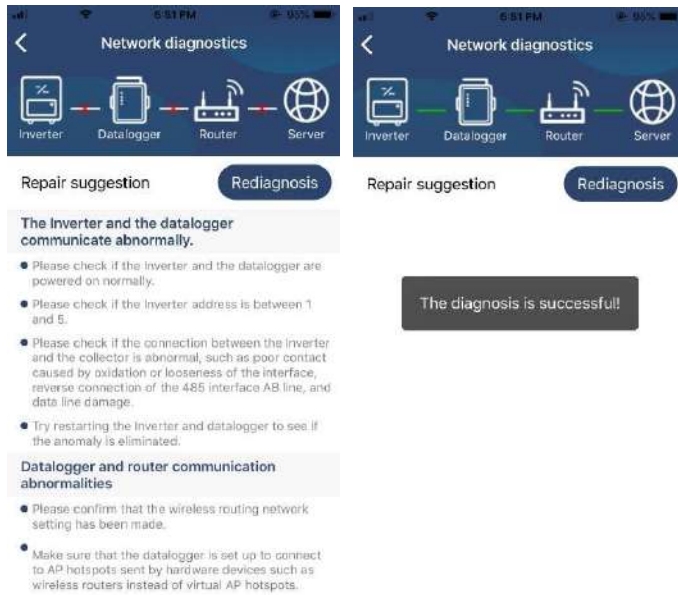 6:51 PM
95%
Network diagnostics
Inverter
Datalogger
Router
Server
Repair suggestion
Rediagnosis
The Inverter and the datalogger
communicate abnormally.
Please check if the Inverter and the datalogger are
powered on normally.
Please check if the Inverter address is between 1
and 5.
Please check if the connection between the Inverter
and the collector is abnormal, such as poor contact
caused by oxidation or looseness of the interface,
reverse connection of the 485 interface AB line, and
data line damage.
Try restarting the Inverter and datalogger to see if
the anomaly is eliminated.
Datalogger and router communication
abnormalities
Please confirm that the wireless routing network
setting has been made.
Make sure that the datalogger is set up to connect
to AP hotspots sent by hardware devices such as
wireless routers instead of virtual AP hotspots.
6:51 PM
95%
Network diagnostics
Inverter
Datalogger
Router
Server
Repair suggestion
Rediagnosis
The diagnosis is successful!